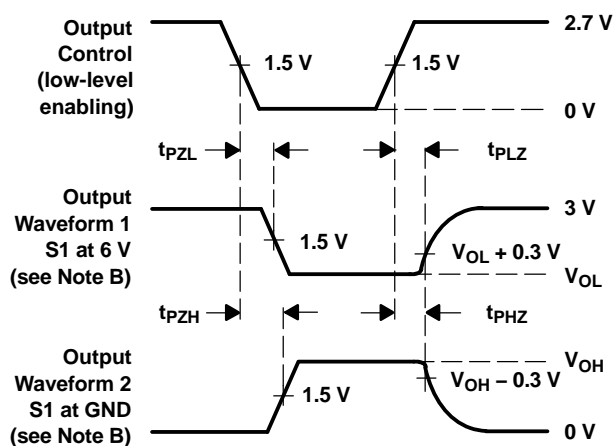 Output
Control
(low-level
enabling)
2.7 V
1.5 V
1.5 V
0 V
tPZL
tPLZ
Output
Waveform 1
S1 at 6 V
(see Note B)
3 V
1.5 V
VOL + 0.3 V
VOL
tPZH
tPHZ
Output
Waveform 2
S1 at GND
(see Note B)
VOH
1.5 V
VOH − 0.3 V
0 V